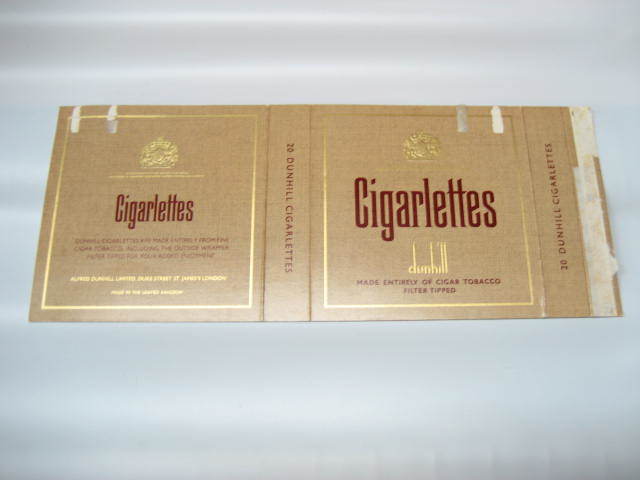 Cigarlettes
DUNHILL CIGARLETTES ARE MADE ENTIRELY FROM FINE
CIGAR TOBACCO, INCLUDING THE OUTSIDE WRAPPER
FILTER TIPPED FOR YOUR ADDED ENJOYMENT
ALFRED DUNHILL LIMITED, DUKE STREET ST. JAMES'S LONDON
MADE IN THE UNITED KINGDOM
20 DUNHILL CIGARLETTES
Cigarlettes
dunhill
MADE ENTIRELY OF CIGAR TOBACCO
FILTER TIPPED
20 DUNHILL CIGARLETTES